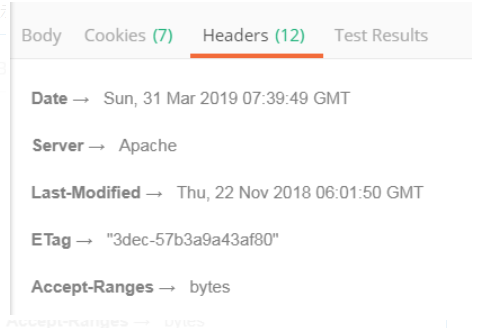 Body Cookies (7) Headers (12) Test Results
Date → Sun, 31 Mar 2019 07:39:49 GMT
Server → Apache
Last-Modified → Thu, 22 Nov 2018 06:01:50 GMT
ETag → "3dec-57b3a9a43af80"
Accept-Ranges → bytes
Accept-Ranges → bytes